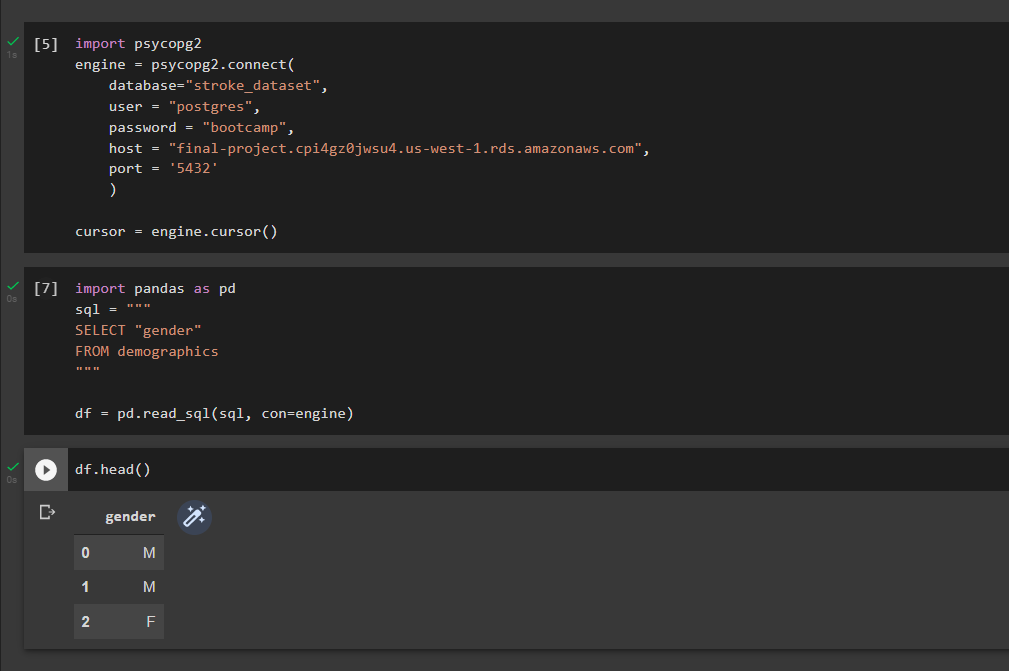 [5] import psycopg2
engine = psycopg2.connect(
database="stroke_dataset",
user = "postgres",
password = "bootcamp",
host = "final-project.cpi4gz0jwsu4.us-west-1.rds.amazonaws.com",
port = '5432'
)
cursor = engine.cursor()
1s
[7] import pandas as pd
sql = """
SELECT "gender"
FROM demographics
"""
df = pd.read_sql(sql, con=engine)
0s
df.head()
0s
gender
0 M
1 M
2 F